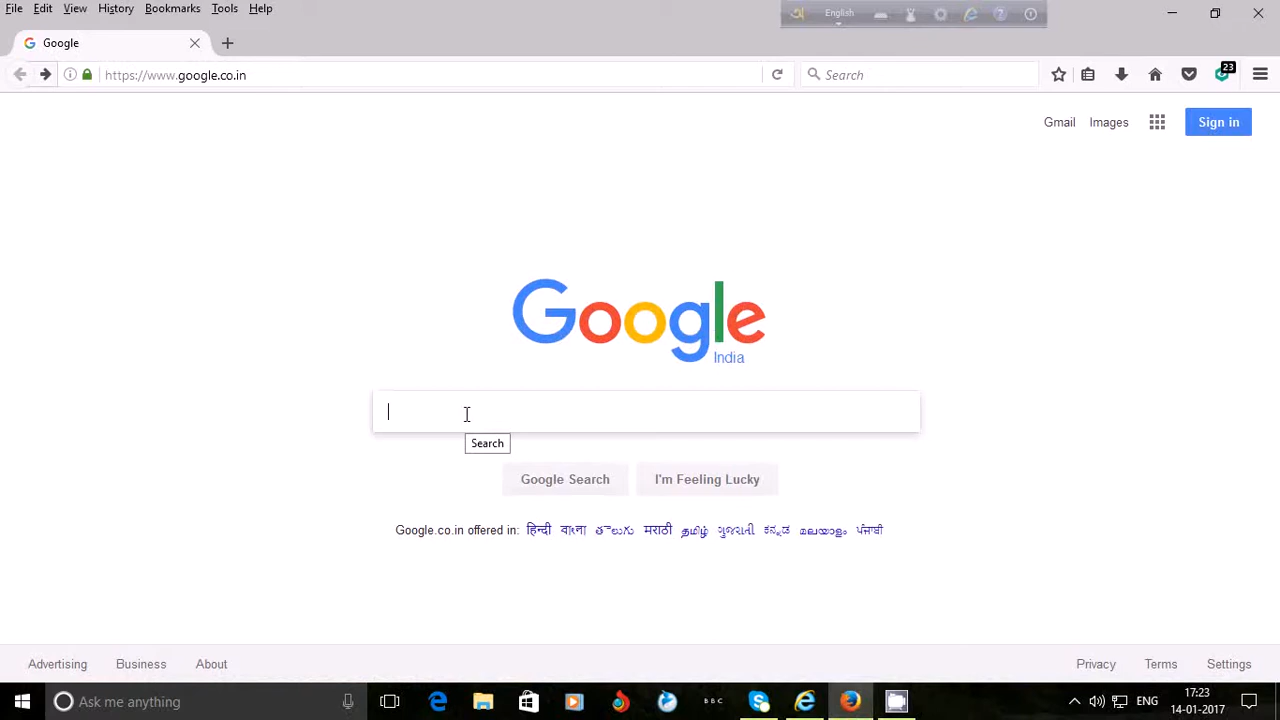 File Edit View History Bookmarks Tools Help
অ English
Google
https://www.google.co.in Search 23
Gmail Images Sign in
Google
India
Search
Google Search I'm Feeling Lucky
Google.co.in offered in: हिन्दी বাংলা తెలుగు मराठी தமிழ் ગુજરાતી ಕನ್ನಡ മലയാളം ਪੰਜਾਬੀ
Advertising Business About Privacy Terms Settings
Ask me anything BBC ENG 17:23
14-01-2017